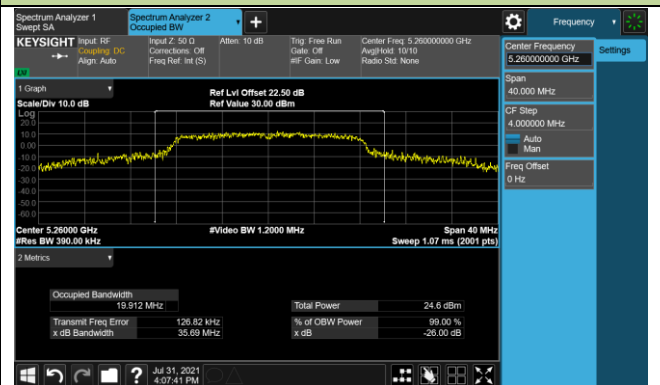 Spectrum Analyzer 1
Swept SA
Spectrum Analyzer 2
Occupied BW
Frequency
KEYSIGHT
Input: RF
Coupling: DC
Align: Auto
Input Z: 50 Ω
Corrections: Off
Freq Ref: Int (S)
Atten: 10 dB
Trig: Free Run
Gate: Off
#IF Gain: Low
Center Freq: 5.260000000 GHz
Avg|Hold: 10/10
Radio Std: None
LXI
Center Frequency
5.260000000 GHz
Settings
Span
40.000 MHz
CF Step
4.000000 MHz
Auto
Man
Freq Offset
0 Hz
1 Graph
Scale/Div 10.0 dB
Ref Lvl Offset 22.50 dB
Ref Value 30.00 dBm
Log
20.0
10.0
0.00
-10.0
-20.0
-30.0
-40.0
-50.0
-60.0
Center 5.26000 GHz
#Res BW 390.00 kHz
#Video BW 1.2000 MHz
Span 40 MHz
Sweep 1.07 ms (2001 pts)
2 Metrics
Occupied Bandwidth
19.912 MHz
Total Power 24.6 dBm
Transmit Freq Error 126.82 kHz
% of OBW Power 99.00 %
x dB Bandwidth 35.69 MHz
x dB -26.00 dB
?
Jul 31, 2021
4:07:41 PM